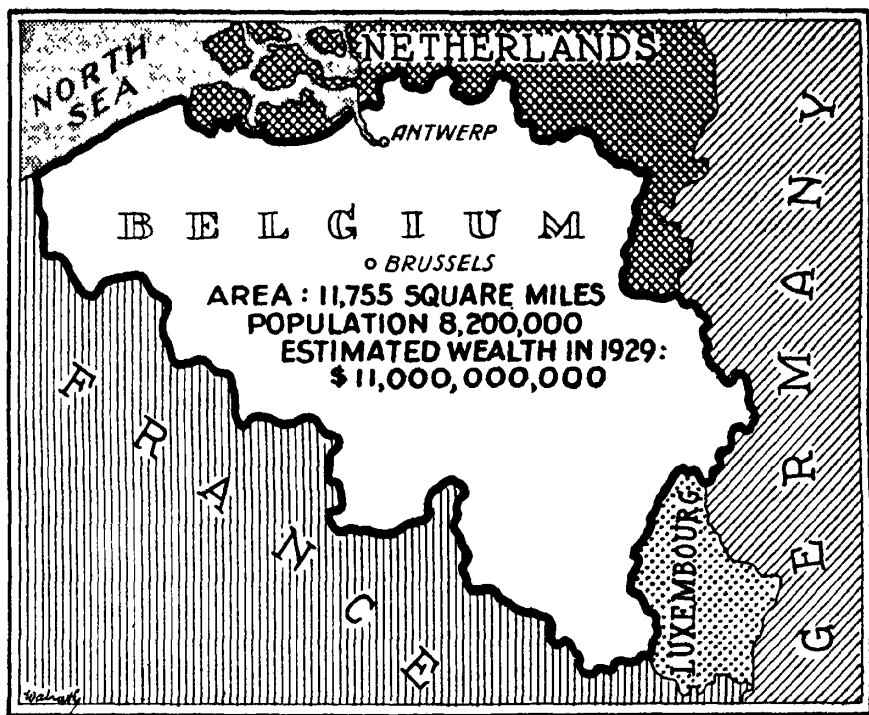 NORTH
SEA
NETHERLANDS
ANTWERP
BELGIUM
BRUSSELS
AREA: 11,755 SQUARE MILES
POPULATION 8,200,000
ESTIMATED WEALTH IN 1929:
$11,000,000,000
FRANCE
LUXEMBOURG
GERMANY